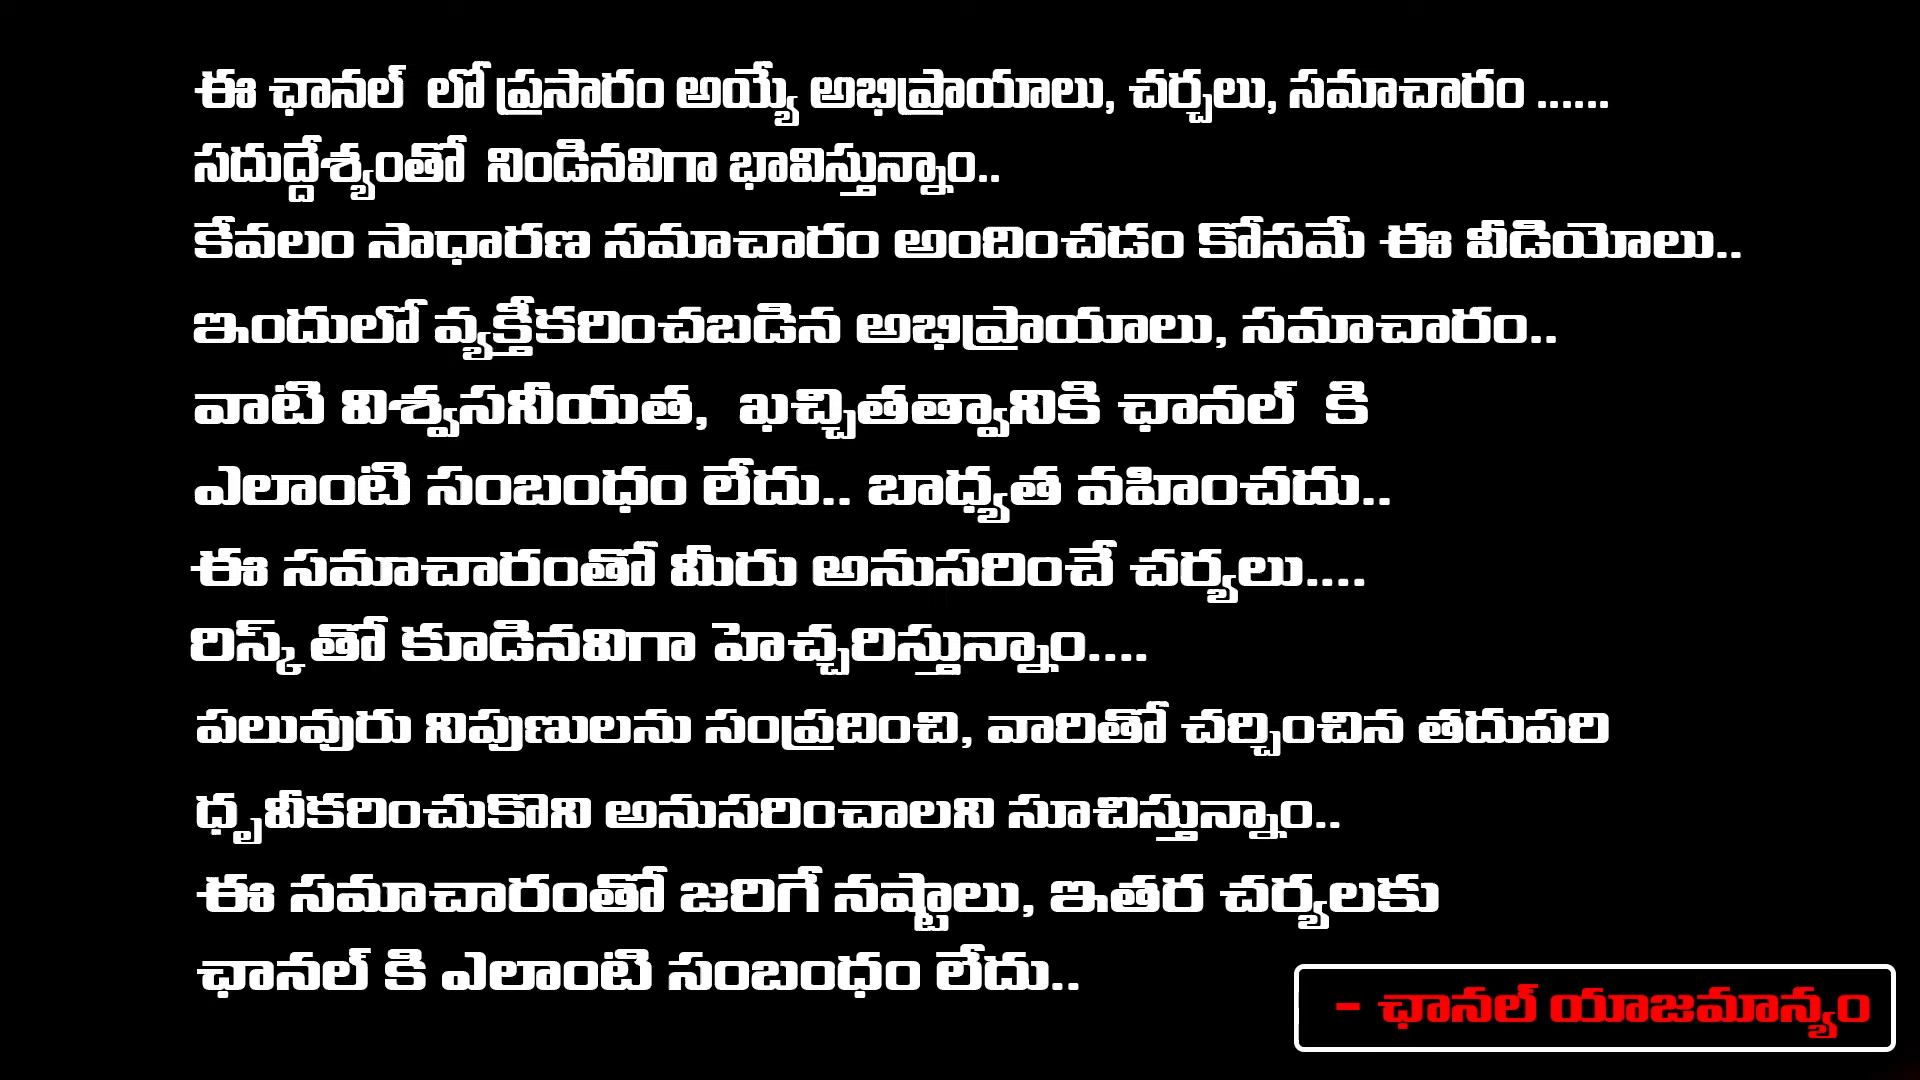 ఈ ఛానల్ లో ప్రసారం అయ్యే అభిప్రాయాలు, చర్చలు, సమాచారం ......
సదుద్దేశ్యంతో నిండినవిగా భావిస్తున్నాం..
కేవలం సాధారణ సమాచారం అందించడం కోసమే ఈ వీడియోలు..
ఇందులో వ్యక్తీకరించబడిన అభిప్రాయాలు, సమాచారం..
వాటి విశ్వసనీయత, ఖచ్చితత్వానికి ఛానల్ కి
ఎలాంటి సంబంధం లేదు.. బాధ్యత వహించదు..
ఈ సమాచారంతో మీరు అనుసరించే చర్యలు....
రిస్క్ తో కూడినవిగా హెచ్చరిస్తున్నాం....
పలువురు నిపుణులను సంప్రదించి, వారితో చర్చించిన తదుపరి
ధృవీకరించుకొని అనుసరించాలని సూచిస్తున్నాం..
ఈ సమాచారంతో జరిగే నష్టాలు, ఇతర చర్యలకు
ఛానల్ కి ఎలాంటి సంబంధం లేదు..
- ఛానల్ యాజమాన్యం